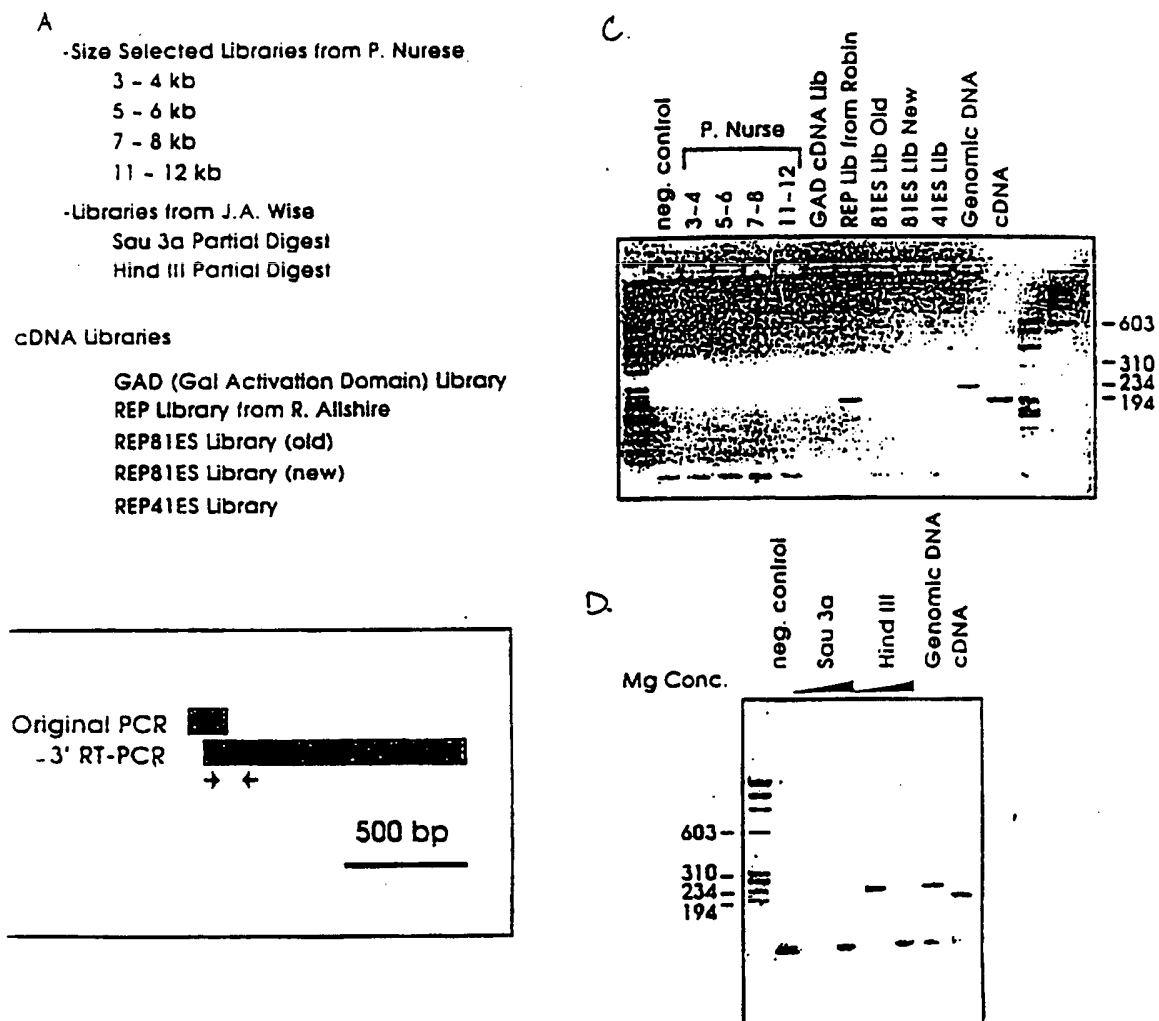 A
-Size Selected Libraries from P. Nurese
3 - 4 kb
5 - 6 kb
7 - 8 kb
11 - 12 kb
-Libraries from J.A. Wise
Sau 3a Partial Digest
Hind III Partial Digest
cDNA Libraries
GAD (Gal Activation Domain) Library
REP Library from R. Allshire
REP81ES Library (old)
REP81ES Library (new)
REP41ES Library
Original PCR
-3' RT-PCR
500 bp
C.
neg. control
P. Nurse
3-4
5-6
7-8
11-12
GAD cDNA Lib
REP Lib from Robin
81ES Lib Old
81ES Lib New
41ES Lib
Genomic DNA
cDNA
-603
-310
-234
-194
D.
Mg Conc.
neg. control
Sau 3a
Hind III
Genomic DNA
cDNA
603-
310-
234-
194-